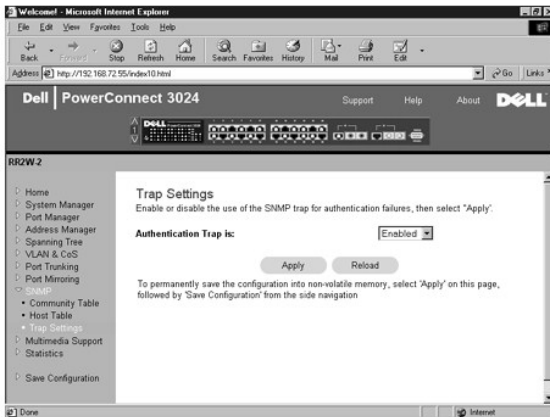 Welcome! - Microsoft Internet Explorer
File Edit View Favorites Tools Help
Back Forward Stop Refresh Home Search Favorites History Mail Print Edit
Address http://192.168.72.55/index10.html Go Links
Dell PowerConnect 3024 Support Help About DELL
DELL
RR2W-2
Home
System Manager
Port Manager
Address Manager
Spanning Tree
VLAN & CoS
Port Trunking
Port Mirroring
SNMP
• Community Table
• Host Table
• Trap Settings
Multimedia Support
Statistics
Save Configuration
Trap Settings
Enable or disable the use of the SNMP trap for authentication failures, then select "Apply'.
Authentication Trap is: Enabled
Apply Reload
To permanently save the configuration into non-volatile memory, select 'Apply' on this page,
followed by 'Save Configuration' from the side navigation
Done Internet